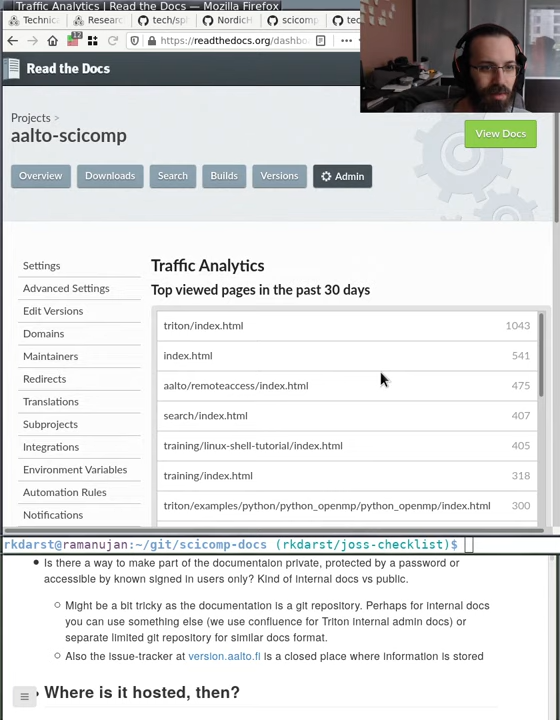 Technical Read the Docs — Mozilla Firefox
Technic
Researc
tech/sp
NordicH
scicomp
tec
12
https://readthedocs.org/dashbo
Read the Docs
Projects >
aalto-scicomp
View Docs
Overview
Downloads
Search
Builds
Versions
Admin
Settings
Advanced Settings
Edit Versions
Domains
Maintainers
Redirects
Translations
Subprojects
Integrations
Environment Variables
Automation Rules
Notifications
Traffic Analytics
Top viewed pages in the past 30 days
triton/index.html 1043
index.html 541
aalto/remoteaccess/index.html 475
search/index.html 407
training/linux-shell-tutorial/index.html 405
training/index.html 318
triton/examples/python/python_openmp/python_openmp/index.html 300
rkdarst@ramanujan:~/git/scicomp-docs (rkdarst/joss-checklist)$
Is there a way to make part of the documentaion private, protected by a password or
accessible by known signed in users only? Kind of internal docs vs public.
Might be a bit tricky as the documentation is a git repository. Perhaps for internal docs
you can use something else (we use confluence for Triton internal admin docs) or
separate limited git repository for similar docs format.
Also the issue-tracker at version.aalto.fi is a closed place where information is stored
Where is it hosted, then?